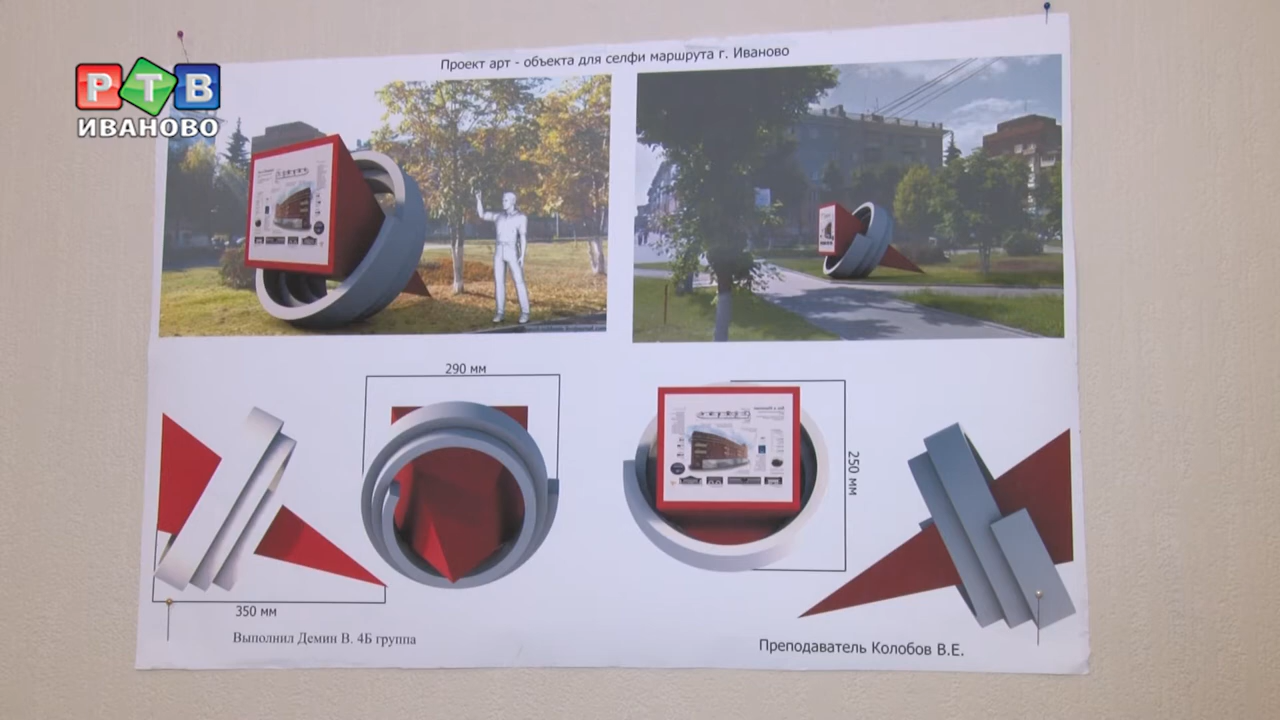 РТВ
ИВАНОВО
Проект арт - объекта для селфи маршрута г. Иваново
290 мм
250 мм
350 мм
Выполнил Демин В. 4Б группа
Преподаватель Колобов В.Е.